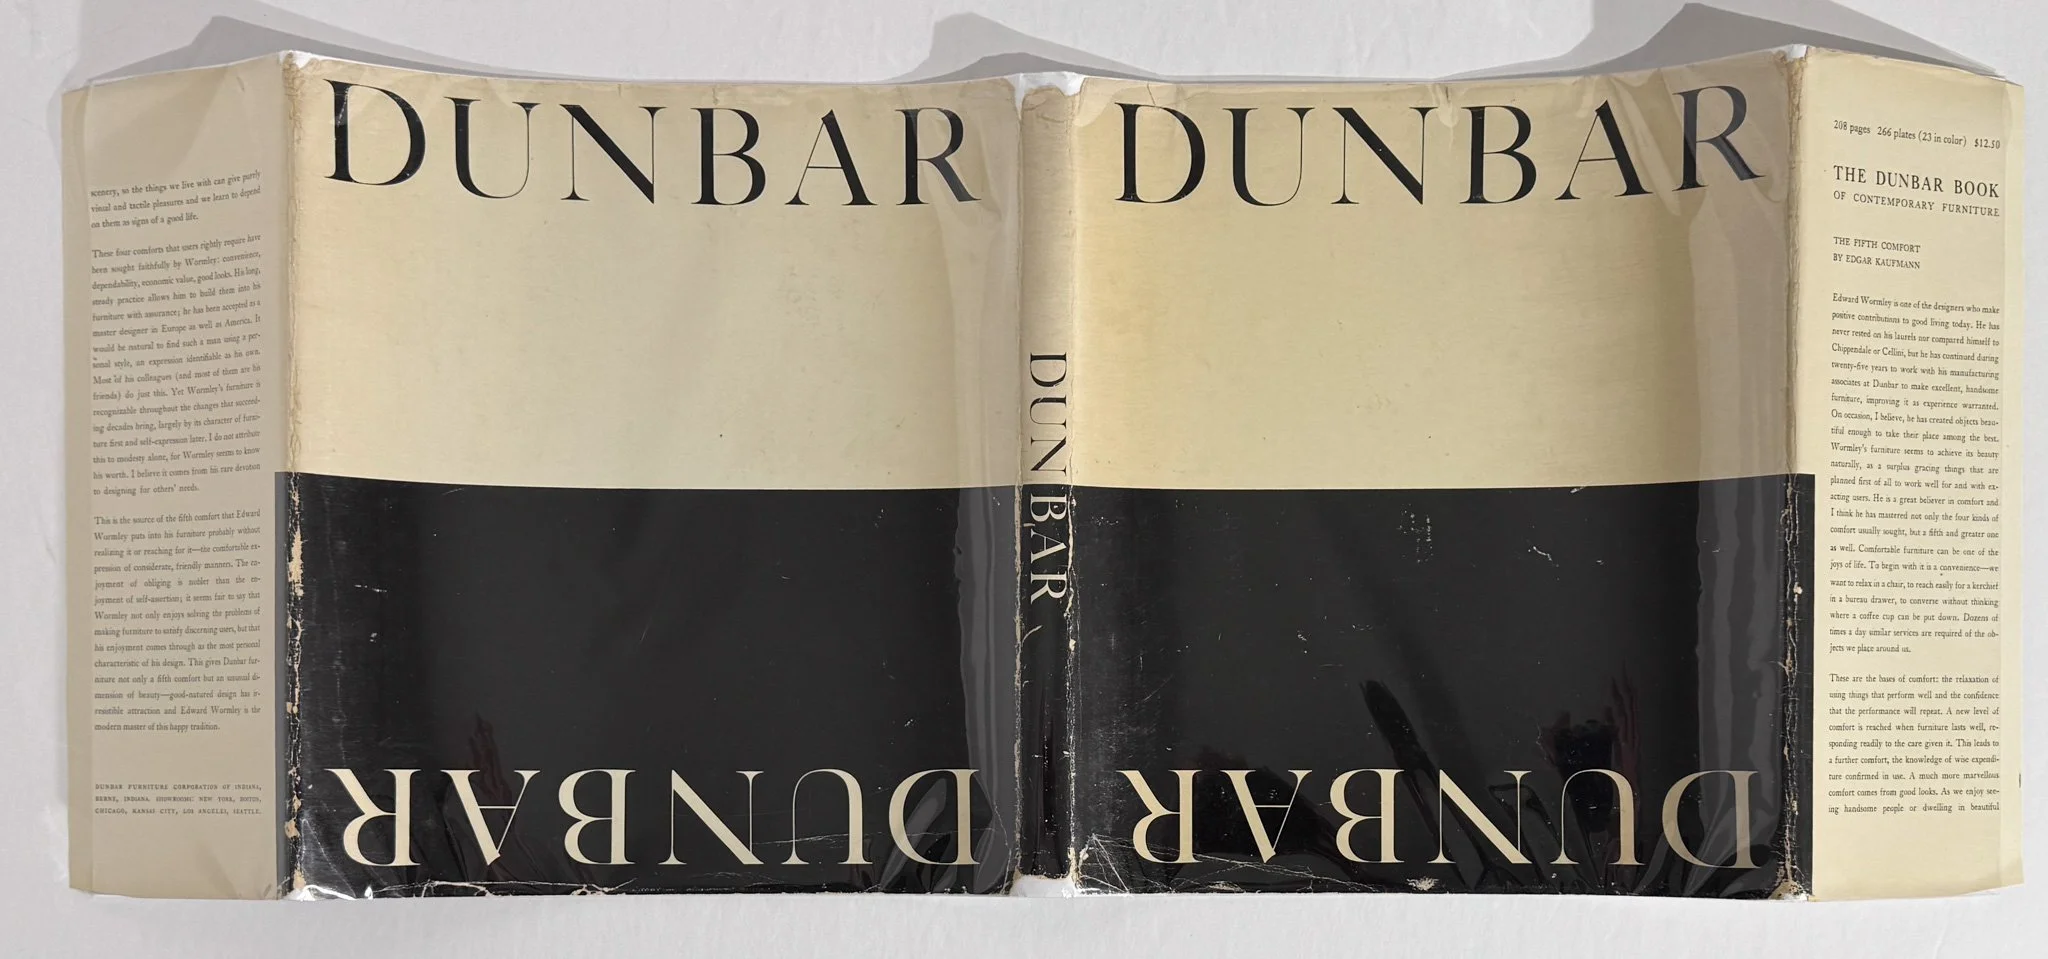 scenery, so the things we live with can give purely
visual and tactile pleasures and we learn to depend
on them as signs of a good life.
These four comforts that users rightly require have
been sought faithfully by Wormley: convenience,
dependability, economic value, good looks. His long,
steady practice allows him to build them into his
furniture with assurance; he has been accepted as a
master designer in Europe as well as America. It
would be natural to find such a man using a per-
sonal style, an expression identifiable as his own.
Most of his colleagues (and most of them are his
friends) do just this. Yet Wormley's furniture is
recognizable throughout the changes that succeed-
ing decades bring, largely by its character of furni-
ture first and self-expression later. I do not attribute
this to modesty alone, for Wormley seems to know
his worth. I believe it comes from his rare devotion
to designing for others' needs.
This is the source of the fifth comfort that Edward
Wormley puts into his furniture probably without
realizing it or reaching for it—the comfortable ex-
pression of considerate, friendly manners. The en-
joyment of obliging is nobler than the en-
joyment of self-assertion; it seems fair to say that
Wormley not only enjoys solving the problems of
making furniture to satisfy discerning users, but that
his enjoyment comes through as the most personal
characteristic of his design. This gives Dunbar fur-
niture not only a fifth comfort but an unusual di-
mension of beauty—good-natured design has ir-
resistible attraction and Edward Wormley is the
modern master of this happy tradition.
DUNBAR FURNITURE CORPORATION OF INDIANA,
BERNE, INDIANA. SHOWROOMS: NEW YORK, BOSTON,
CHICAGO, KANSAS CITY, LOS ANGELES, SEATTLE.
DUNBAR
DUNBAR
DUNBAR
DUNBAR
DUNBAR
208 pages 266 plates (23 in color) $12.50
THE DUNBAR BOOK
OF CONTEMPORARY FURNITURE
THE FIFTH COMFORT
BY EDGAR KAUFMANN
Edward Wormley is one of the designers who make
positive contributions to good living today. He has
never rested on his laurels nor compared himself to
Chippendale or Cellini, but he has continued during
twenty-five years to work with his manufacturing
associates at Dunbar to make excellent, handsome
furniture, improving it as experience warranted.
On occasion, I believe, he has created objects beau-
tiful enough to take their place among the best.
Wormley's furniture seems to achieve its beauty
naturally, as a surplus gracing things that are
planned first of all to work well for and with ex-
acting users. He is a great believer in comfort and
I think he has mastered not only the four kinds of
comfort usually sought, but a fifth and greater one
as well. Comfortable furniture can be one of the
joys of life. To begin with it is a convenience—we
want to relax in a chair, to reach easily for a kerchief
in a bureau drawer, to converse without thinking
where a coffee cup can be put down. Dozens of
times a day similar services are required of the ob-
jects we place around us.
These are the bases of comfort: the relaxation of
using things that perform well and the confidence
that the performance will repeat. A new level of
comfort is reached when furniture lasts well, re-
sponding readily to the care given it. This leads to
a further comfort, the knowledge of wise expendi-
ture confirmed in use. A much more marvellous
comfort comes from good looks. As we enjoy see-
ing handsome people or dwelling in beautiful